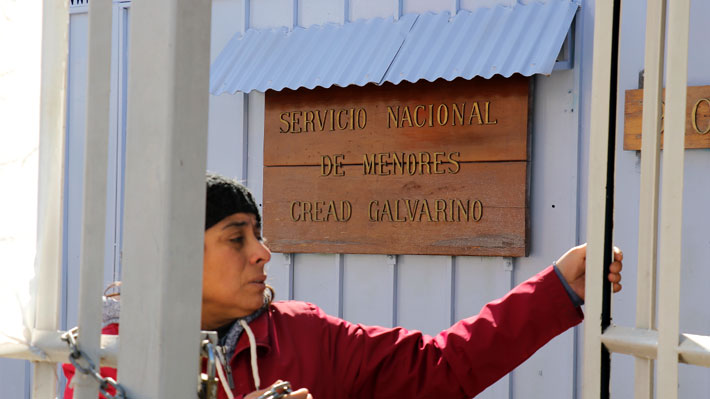 SERVICIO NACIONAL
DE MENORES
CREAD GALVARINO